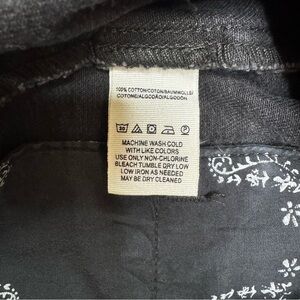 100% COTTON/COTON/BAUMWOLLE/
COTONE/ALGODÃO/ALGODÓN
30
P
MACHINE WASH COLD
WITH LIKE COLORS
USE ONLY NON-CHLORINE
BLEACH TUMBLE DRY LOW
LOW IRON AS NEEDED
MAY BE DRY CLEANED